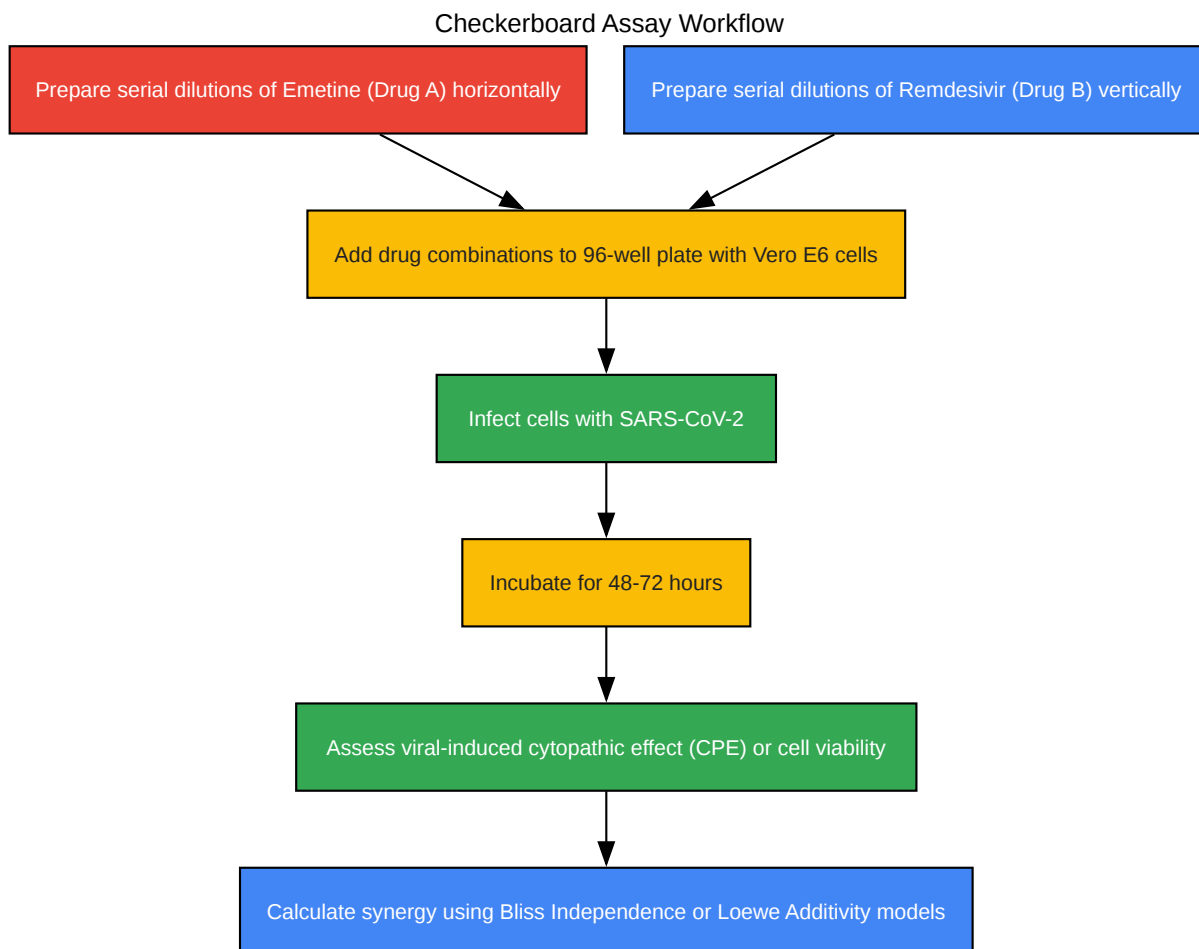 Checkerboard Assay Workflow
Prepare serial dilutions of Emetine (Drug A) horizontally
Prepare serial dilutions of Remdesivir (Drug B) vertically
Add drug combinations to 96-well plate with Vero E6 cells
Infect cells with SARS-CoV-2
Incubate for 48-72 hours
Assess viral-induced cytopathic effect (CPE) or cell viability
Calculate synergy using Bliss Independence or Loewe Additivity models